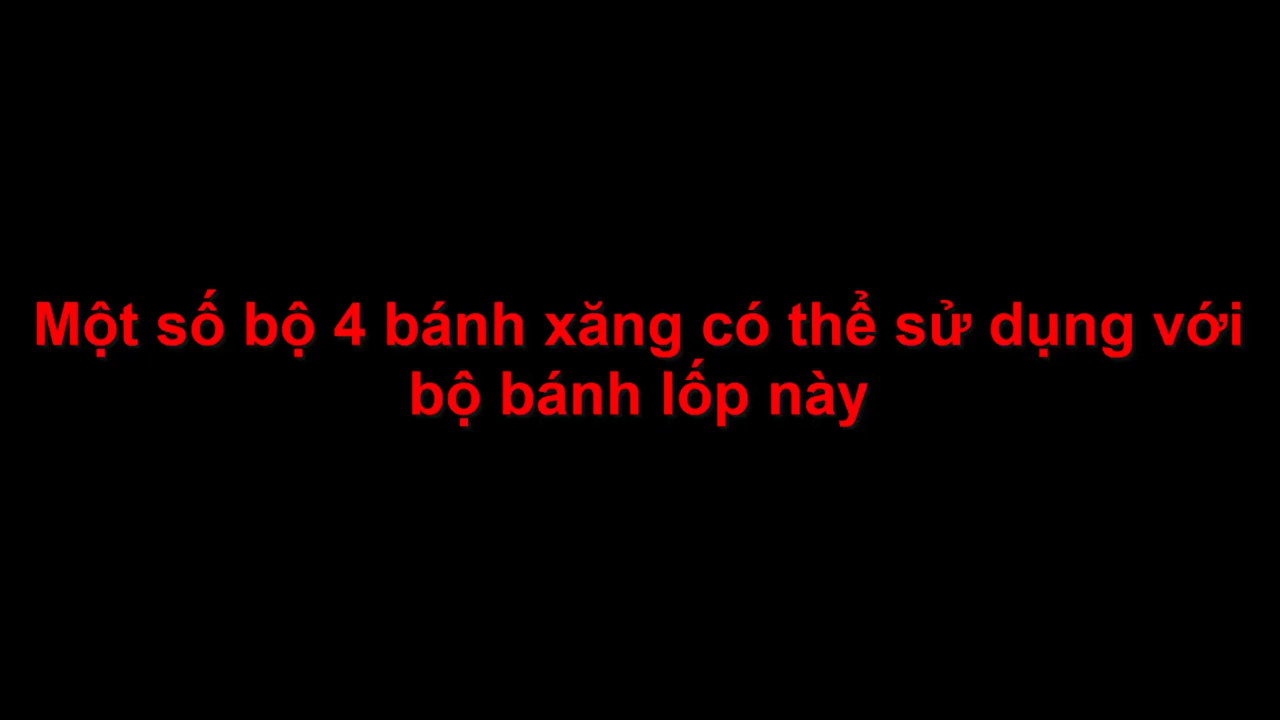 Một số bộ 4 bánh xăng có thể sử dụng với
bộ bánh lốp này